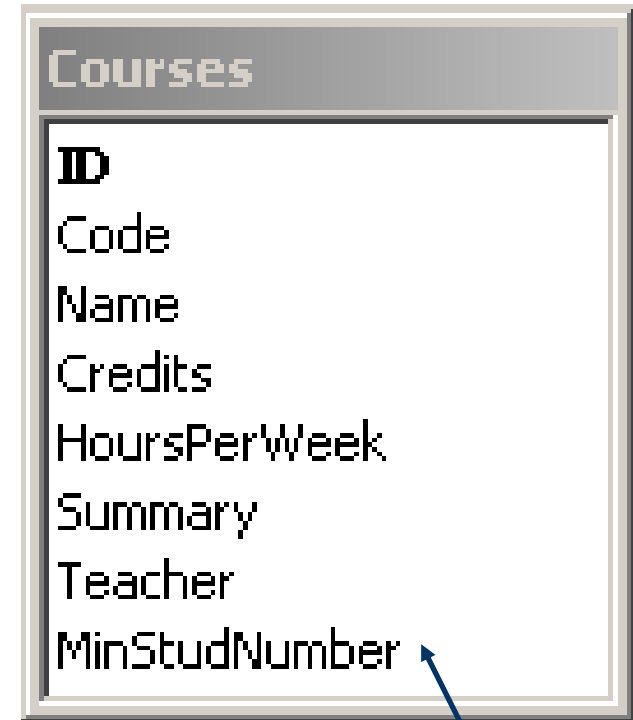 Courses
ID
Code
Name
Credits
HoursPerWeek
Summary
Teacher
MinStudNumber